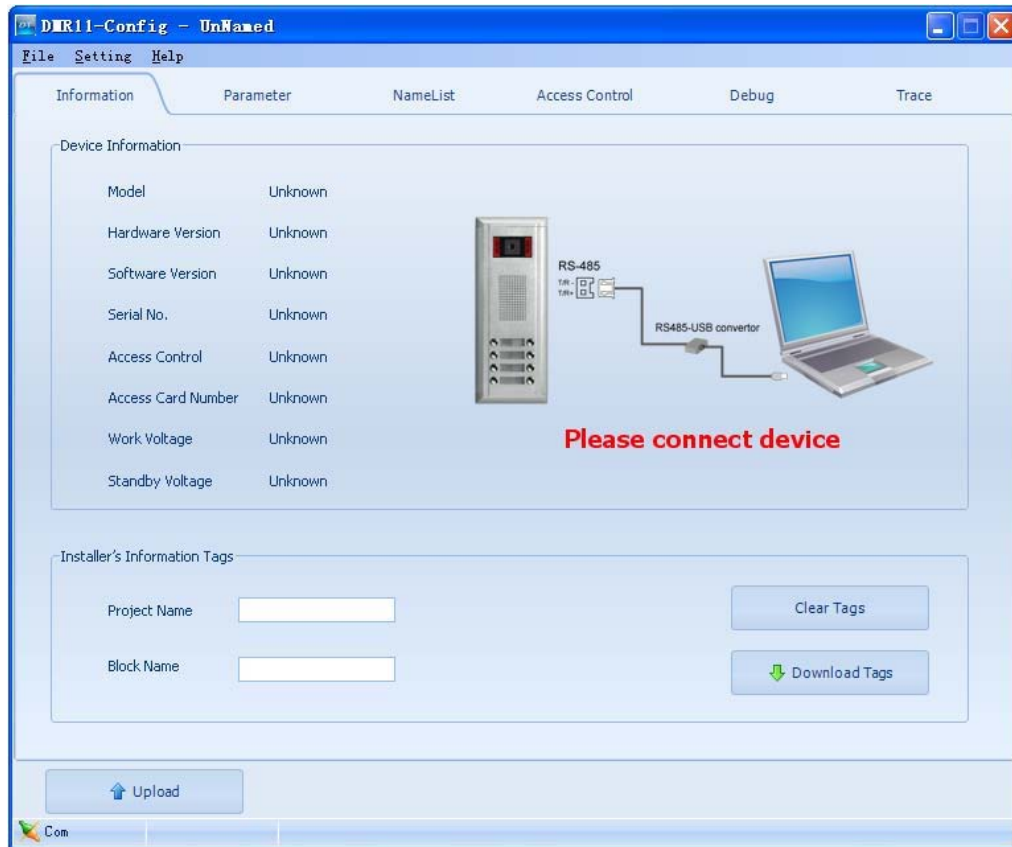 DMR11-Config - UnNamed
File Setting Help
Information Parameter NameList Access Control Debug Trace
Device Information
Model Unknown
Hardware Version Unknown
Software Version Unknown
Serial No. Unknown
Access Control Unknown
Access Card Number Unknown
Work Voltage Unknown
Standby Voltage Unknown
RS-485
T/R -
T/R+
RS485-USB convertor
Please connect device
Installer's Information Tags
Project Name
Clear Tags
Block Name
Download Tags
Upload
Com